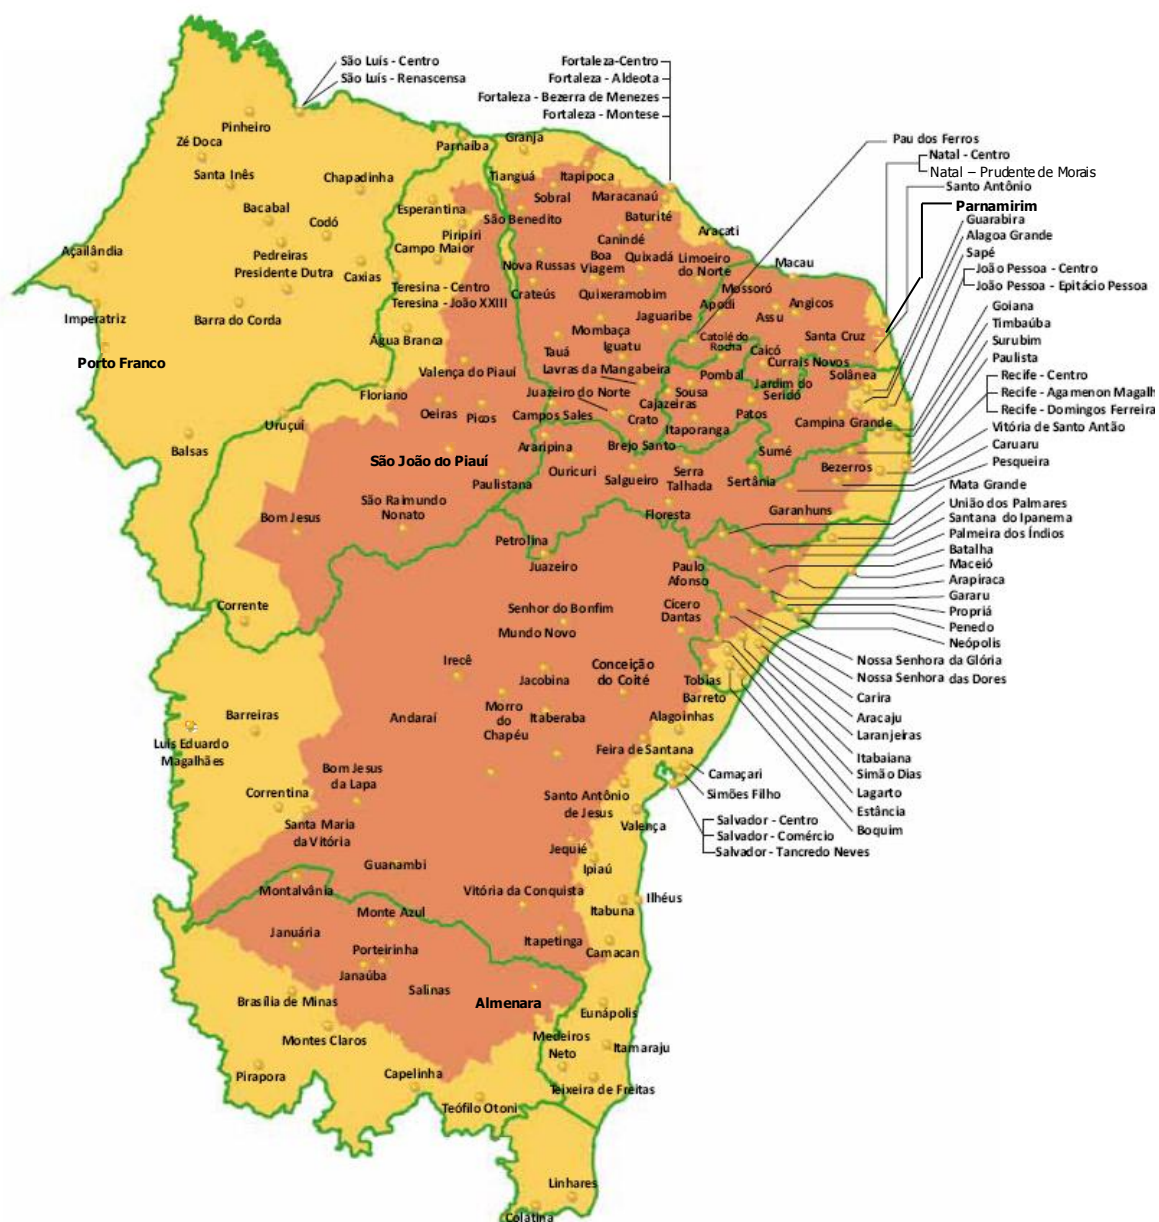 São Luís - Centro
São Luís - Renascensa
Fortaleza-Centro
Fortaleza - Aldeota
Fortaleza - Bezerra de Menezes
Fortaleza - Montese
Pinheiro
Zé Doca
Santa Inês
Chapadinha
Bacabal
Codó
Açailândia
Pedreiras
Presidente Dutra
Caxias
Imperatriz
Barra do Corda
Porto Franco
Balsas
Parnaíba
Granja
Tianguá
Itapipoca
Sobral
Maracanaú
Esperantina
São Benedito
Baturité
Piripiri
Canindé
Aracati
Campo Maior
Boa
Viagem
Quixadá
Limoeiro
do Norte
Nova Russas
Teresina - Centro
Teresina - João XXIII
Crateús
Quixeramobim
Água Branca
Mombaça
Jaguaribe
Tauá
Iguatu
Valença do Piauí
Lavras da Mangabeira
Floriano
Juazeiro do Norte
Oeiras
Picos
Campos Sales
Crato
Uruçuí
Brejo Santo
São João do Piauí
Araripina
Ouricuri
Salgueiro
Serra
Talhada
Sertânia
Paulistana
São Raimundo
Nonato
Bom Jesus
Floresta
Garanhuns
Petrolina
Juazeiro
Corrente
Macau
Mossoró
Apodi
Angicos
Assu
Catolé do
Rocha
Santa Cruz
Caicó
Currais Novos
Pombal
Jardim do
Seridó
Solânea
Sousa
Cajazeiras
Patos
Itaporanga
Campina Grande
Sumé
Bezerros
Pau dos Ferros
Natal - Centro
Natal – Prudente de Morais
Santo Antônio
Parnamirim
Guarabira
Alagoa Grande
Sapé
João Pessoa - Centro
João Pessoa - Epitácio Pessoa
Goiana
Timbaúba
Surubim
Paulista
Recife - Centro
Recife - Agamenon Magalh
Recife - Domingos Ferreira
Vitória de Santo Antão
Caruaru
Pesqueira
Mata Grande
União dos Palmares
Santana do Ipanema
Palmeira dos Índios
Batalha
Maceió
Arapiraca
Gararu
Propriá
Penedo
Neópolis
Nossa Senhora da Glória
Nossa Senhora das Dores
Carira
Aracaju
Laranjeiras
Itabaiana
Simão Dias
Lagarto
Estância
Boquim
Paulo
Afonso
Cícero
Dantas
Senhor do Bonfim
Mundo Novo
Irecê
Jacobina
Conceição
do Coité
Tobias
Barreto
Barreiras
Andaraí
Morro
do
Chapéu
Itaberaba
Alagoinhas
Luis Eduardo
Magalhães
Feira de Santana
Bom Jesus
da Lapa
Camaçari
Simões Filho
Correntina
Santo Antônio
de Jesus
Valença
Salvador - Centro
Salvador - Comércio
Salvador - Tancredo Neves
Santa Maria
da Vitória
Jequié
Guanambi
Ipiaú
Montalvânia
Vitória da Conquista
Ilhéus
Monte Azul
Itabuna
Januária
Itapetinga
Porteirinha
Camacan
Janaúba
Salinas
Brasília de Minas
Almenara
Eunápolis
Montes Claros
Medeiros
Neto
Itamaraju
Pirapora
Capelinha
Teixeira de Freitas
Teófilo Otoni
Linhares
Colatina